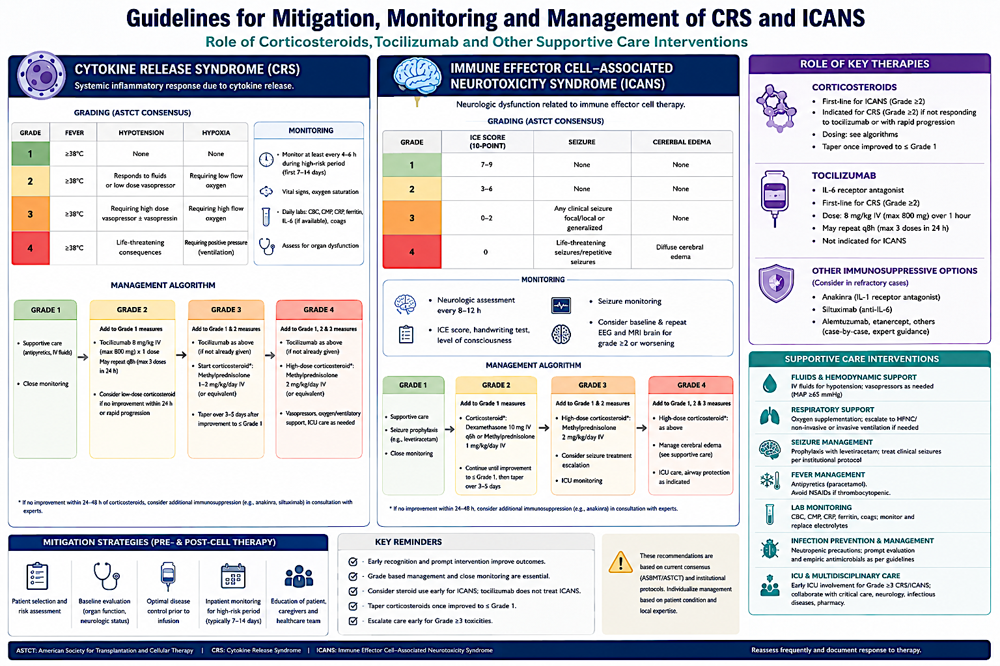 Guidelines for Mitigation, Monitoring and Management of CRS and ICANS
Role of Corticosteroids, Tocilizumab and Other Supportive Care Interventions
CYTOKINE RELEASE SYNDROME (CRS)
Systemic inflammatory response due to cytokine release.
GRADING (ASTCT CONSENSUS)
GRADE FEVER HYPOTENSION HYPOXIA
1 ≥38°C None None
2 ≥38°C Responds to fluids
or low dose vasopressor
Requiring low flow
oxygen
3 ≥38°C Requiring high dose
vasopressor ± vasopressin
Requiring high flow
oxygen
4 ≥38°C Life-threatening
consequences
Requiring positive pressure
(ventilation)
MONITORING
• Monitor at least every 4–6 h
during high-risk period
(first 7–14 days)
Vital signs, oxygen saturation
• Daily labs: CBC, CMP, CRP, ferritin,
IL-6 (if available), coags
Assess for organ dysfunction
MANAGEMENT ALGORITHM
GRADE 1
• Supportive care
(antipyretics, IV fluids)
• Close monitoring
GRADE 2
Add to Grade 1 measures
• Tocilizumab 8 mg/kg IV
(max 800 mg) x 1 dose
May repeat q8h (max 3 doses
in 24 h)
• Consider low-dose corticosteroid
if no improvement within 24 h
or rapid progression
GRADE 3
Add to Grade 1 & 2 measures
• Tocilizumab as above
(if not already given)
• Start corticosteroid*:
Methylprednisolone
1–2 mg/kg/day IV
(or equivalent)
• Taper over 3–5 days after
improvement to ≤ Grade 1
GRADE 4
Add to Grade 1, 2 & 3 measures
• Tocilizumab as above
(if not already given)
• High-dose corticosteroid*:
Methylprednisolone
2 mg/kg/day IV
(or equivalent)
• Vasopressors, oxygen/ventilatory
support, ICU care as needed
* If no improvement within 24–48 h of corticosteroids, consider additional immunosuppression (e.g., anakinra, siltuximab) in consultation with
experts.
IMMUNE EFFECTOR CELL–ASSOCIATED
NEUROTOXICITY SYNDROME (ICANS)
Neurologic dysfunction related to immune effector cell therapy.
GRADING (ASTCT CONSENSUS)
GRADE ICE SCORE
(10-POINT)
SEIZURE CERERBAL EDEMA
1 7–9 None None
2 3–6 None None
3 0–2 Any clinical seizure
focal/local or
generalized
None
4 0 Life-threatening
seizures/repetitive
seizures
Diffuse cerebral
edema
MONITORING
• Neurologic assessment
every 8–12 h
• ICE score, handwriting test,
level of consciousness
• Seizure monitoring
• Consider baseline & repeat
EEG and MRI brain for
grade ≥2 or worsening
MANAGEMENT ALGORITHM
GRADE 1
• Supportive care
• Seizure prophylaxis
(e.g., levetiracetam)
• Close monitoring
GRADE 2
Add to Grade 1 measures
• Corticosteroid*:
Dexamethasone 10 mg IV
q6h or Methylprednisolone
1 mg/kg/day IV
• Continue until improvement
to ≤ Grade 1, then taper
over 3–5 days
GRADE 3
Add to Grade 1 & 2 measures
• High-dose corticosteroid*:
Methylprednisolone
2 mg/kg/day IV
• Consider seizure treatment
escalation
• ICU monitoring
GRADE 4
Add to Grade 1, 2 & 3 measures
• High-dose corticosteroid*:
as above
• Manage cerebral edema
(see supportive care)
• ICU care, airway protection
as indicated
* If no improvement within 24–48 h, consider additional immunosuppression (e.g., anakinra) in consultation with experts.
ROLE OF KEY THERAPIES
CORTICOSTEROIDS
• First-line for ICANS (Grade ≥2)
• Indicated for CRS (Grade ≥2) if not responding
to tocilizumab or with rapid progression
• Dosing: see algorithms
• Taper once improved to ≤ Grade 1
TOCILIZUMAB
• IL-6 receptor antagonist
• First-line for CRS (Grade ≥2)
• Dose: 8 mg/kg IV (max 800 mg) over 1 hour
• May repeat q8h (max 3 doses in 24 h)
• Not indicated for ICANS
OTHER IMMUNOSUPPRESSIVE OPTIONS
(Consider in refractory cases)
• Anakinra (IL-1 receptor antagonist)
• Siltuximab (anti-IL-6)
• Alemtuzumab, etanercept, others
(case-by-case, expert guidance)
SUPPORTIVE CARE INTERVENTIONS
FLUIDS & HEMODYNAMIC SUPPORT
IV fluids for hypotension; vasopressors as needed
(MAP ≥65 mmHg)
RESPIRATORY SUPPORT
Oxygen supplementation; escalate to HFNC/
non-invasive or invasive ventilation if needed
SEIZURE MANAGEMENT
Prophylaxis with levetiracetam; treat clinical seizures
per institutional protocol
FEVER MANAGEMENT
Antipyretics (paracetamol).
Avoid NSAIDs if thrombocytopenic.
LAB MONITORING
CBC, CMP, CRP, ferritin, coags; monitor and
replace electrolytes
INFECTION PREVENTION & MANAGEMENT
Neutropenic precautions; prompt evaluation
and empiric antimicrobials as per guidelines
ICU & MULTIDISCIPLINARY CARE
Early ICU involvement for Grade ≥3 CRS/ICANS;
collaborate with critical care, neurology, infectious
diseases, pharmacy.
MITIGATION STRATEGIES (PRE- & POST-CELL THERAPY)
Patient selection and
risk assessment
Baseline evaluation
(organ function,
neurologic status)
Optimal disease
control prior to
infusion
Inpatient monitoring
for high-risk period
(typically 7–14 days)
Education of patient,
caregivers and
healthcare team
KEY REMINDERS
- Early recognition and prompt intervention improve outcomes.
- Grade based management and close monitoring are essential.
- Consider steroid use early for ICANS; tocilizumab does not treat ICANS.
- Taper corticosteroids once improved to ≤ Grade 1.
- Escalate care early for Grade ≥3 toxicities.
These recommendations are
based on current consensus
(ASBMT/ASTCT) and institutional
protocols. Individualize management
based on patient condition and
local expertise.
ASTCT: American Society for Transplantation and Cellular Therapy | CRS: Cytokine Release Syndrome | ICANS: Immune Effector Cell–Associated Neurotoxicity Syndrome
Reassess frequently and document response to therapy.